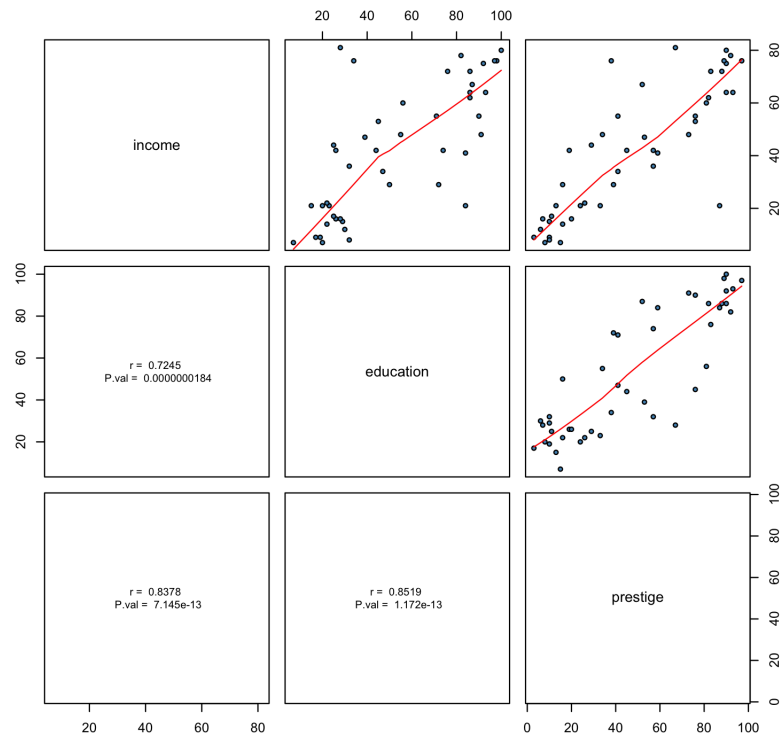 20 40 60 80 100
income
20 40 60 80
20 40 60 80 100
r = 0.7245
P.val = 0.0000000184
education
r = 0.8378
P.val = 7.145e-13
r = 0.8519
P.val = 1.172e-13
prestige
0 20 40 60 80 100
20 40 60 80
0 20 40 60 80 100